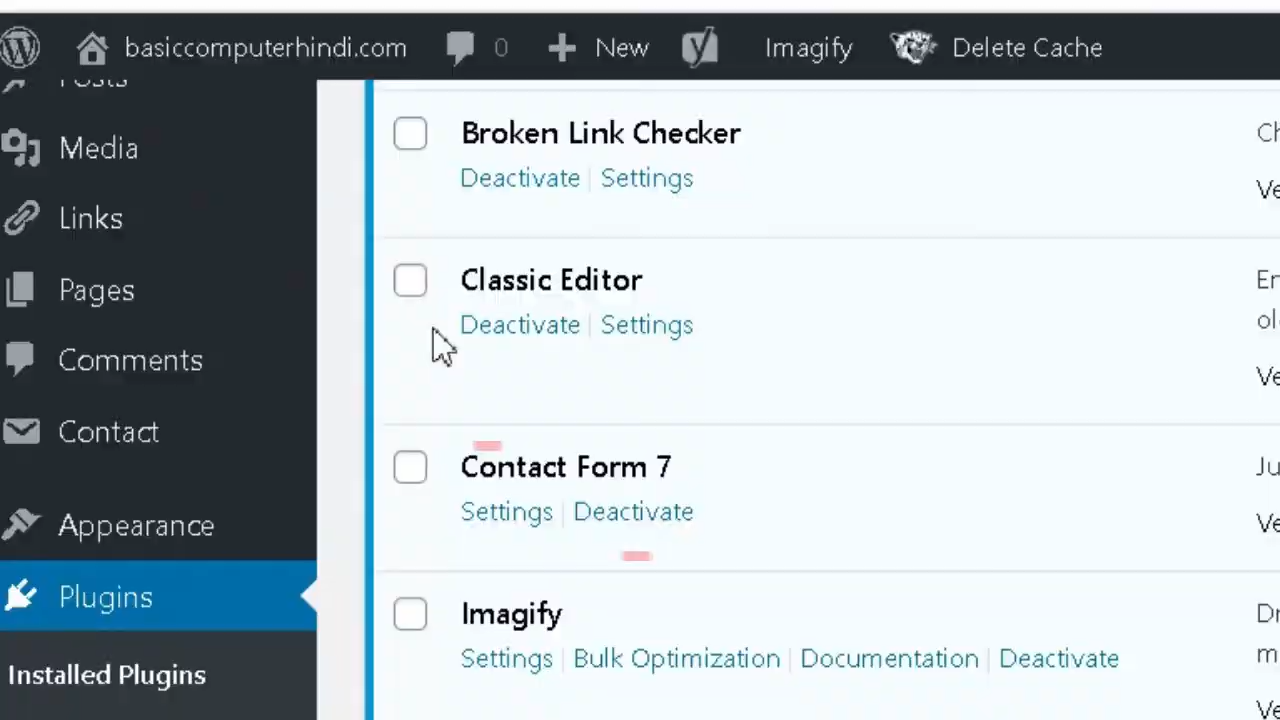 basiccomputerhindi.com 0 New Imagify Delete Cache
Posts
Media
Links
Pages
Comments
Contact
Appearance
Plugins
Installed Plugins
Broken Link Checker
Deactivate | Settings
Classic Editor
Deactivate | Settings
Contact Form 7
Settings | Deactivate
Imagify
Settings | Bulk Optimization | Documentation | Deactivate